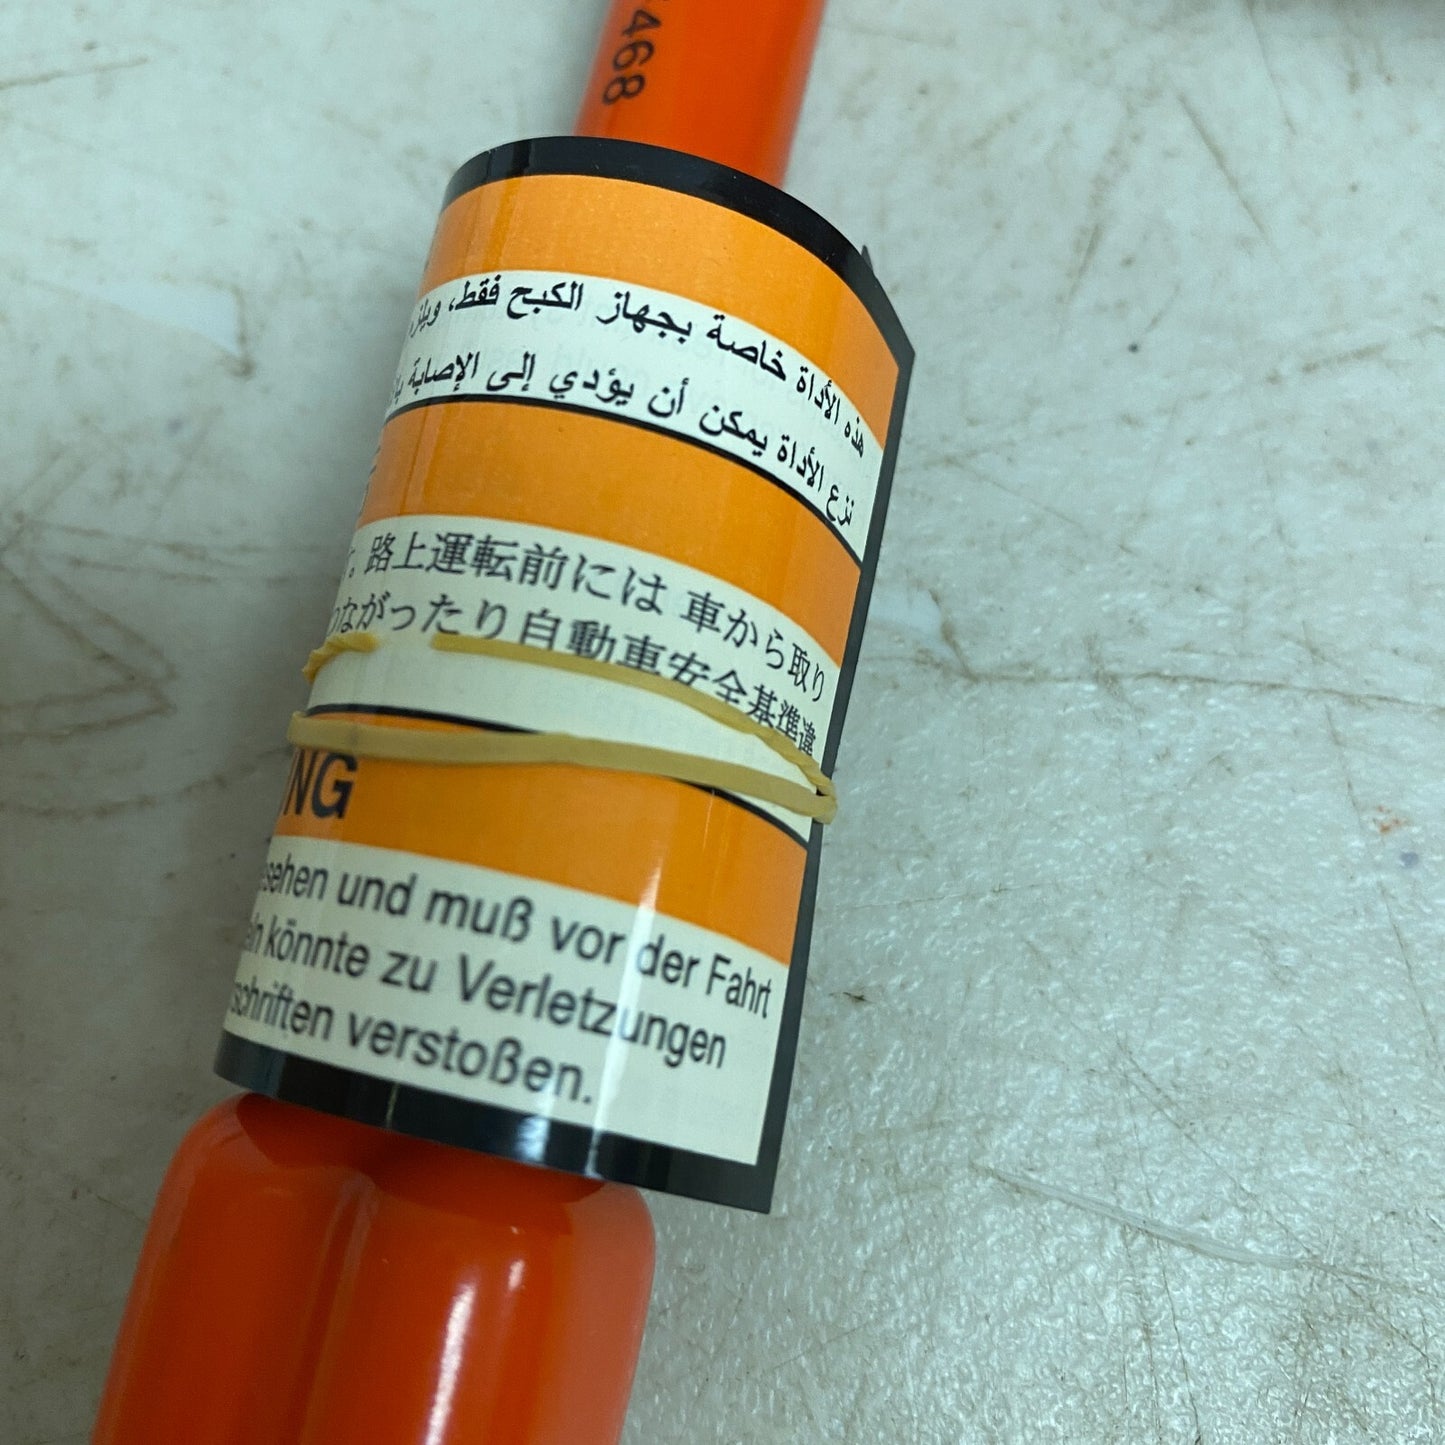 468
هذه الأداة خاصة بجهاز الكبح فقط، ويلزم
نزع الأداة يمكن أن يؤدي إلى الإصابة
。路上運転前には 車から取り
つながったり自動車安全基準違
NG
sehen und muß vor der Fahrt
eln könnte zu Verletzungen
schriften verstoßen.